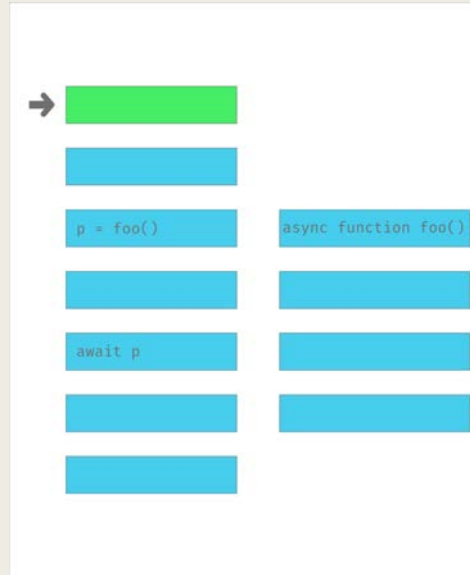 p = foo()
async function foo()
await p